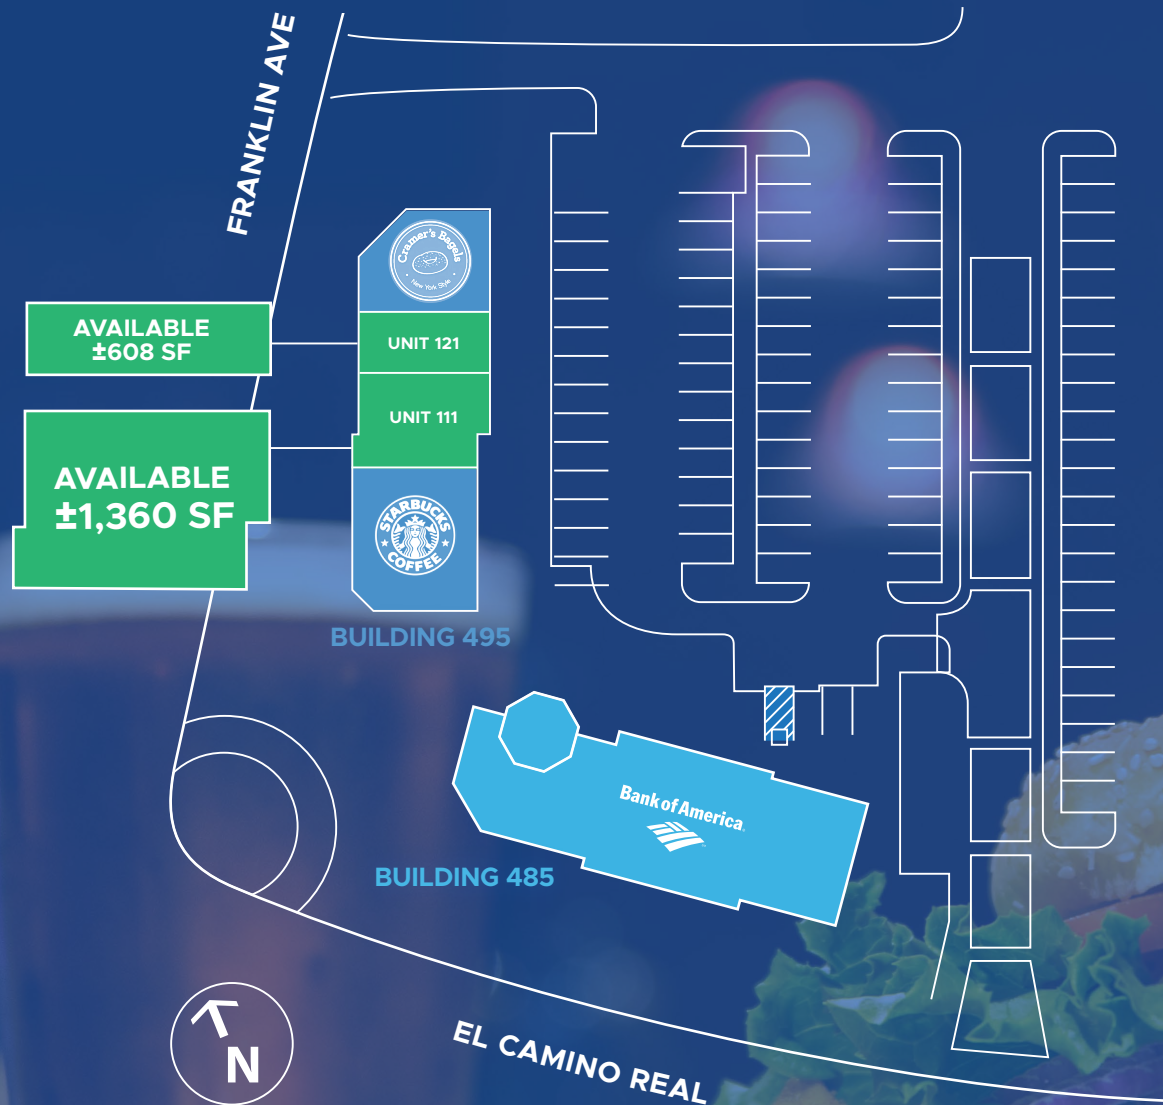 FRANKLIN AVE
Cramer's Bagels
New York Style
AVAILABLE
±608 SF
UNIT 121
AVAILABLE
±1,360 SF
UNIT 111
STARBUCKS
COFFEE
BUILDING 495
Bank of America
BUILDING 485
N
EL CAMINO REAL